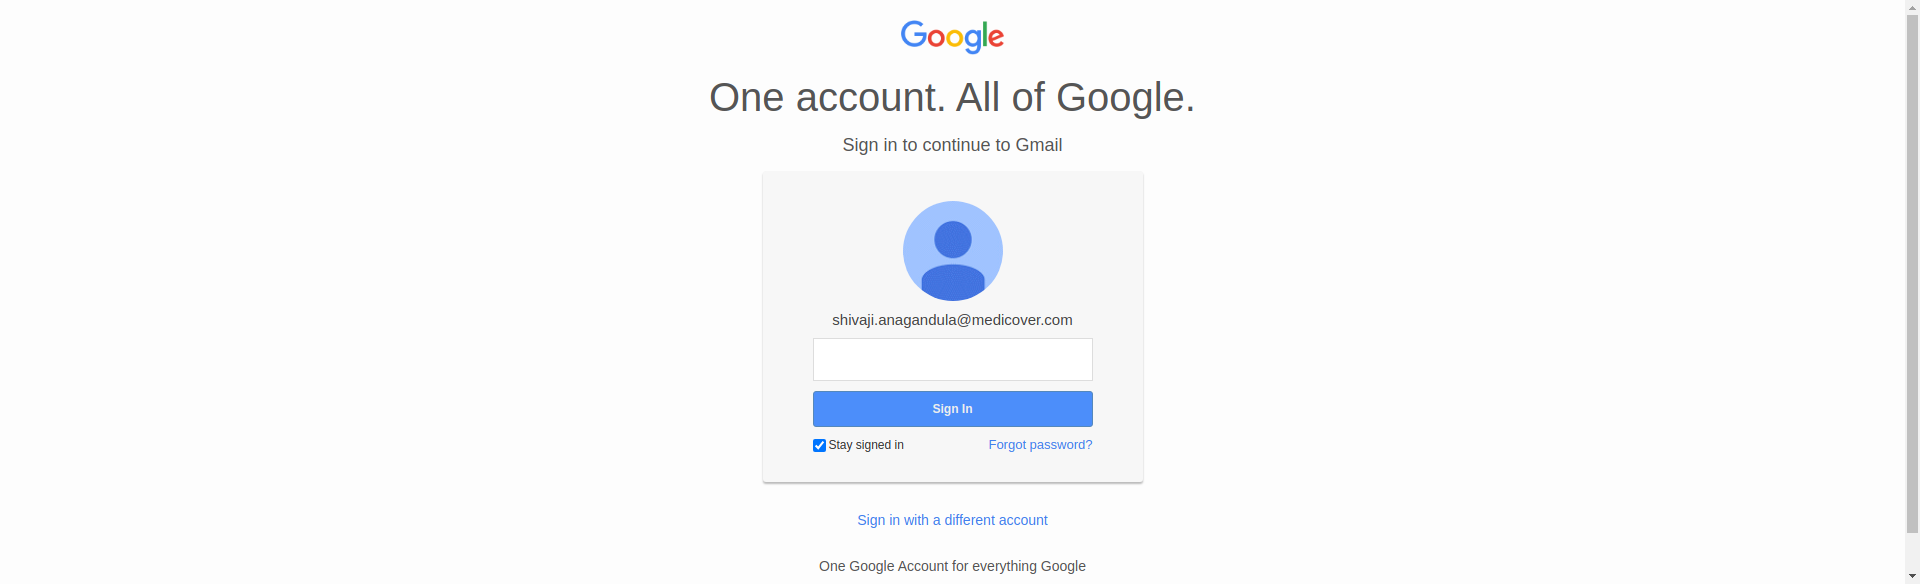 Google
One account. All of Google.
Sign in to continue to Gmail
shivaji.anagandula@medicover.com
Sign In
Stay signed in Forgot password?
Sign in with a different account
One Google Account for everything Google